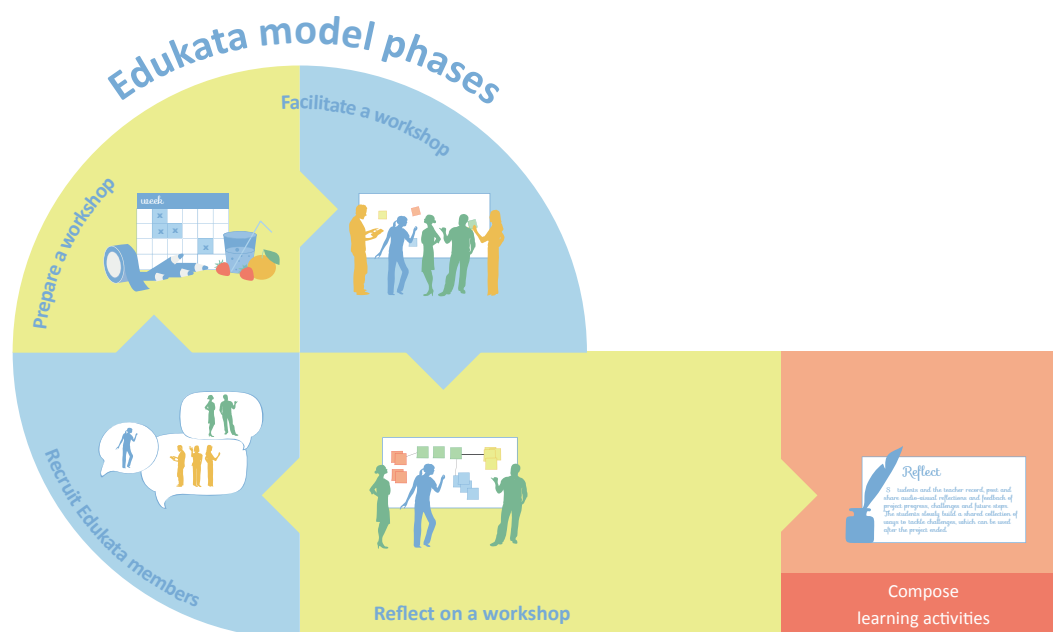 Edukata model phases
Facilitate a workshop
Prepare a workshop
week
x
x x
x
Recruit Edukata members
Reflect on a workshop
Reflect
S tudents and the teacher record, post and
share audio-visual reflections and feedback of
project progress, challenges and future steps.
The students slowly build a shared collection of
ways to tackle challenges, which can be used
after the project ended.
Compose
learning activities